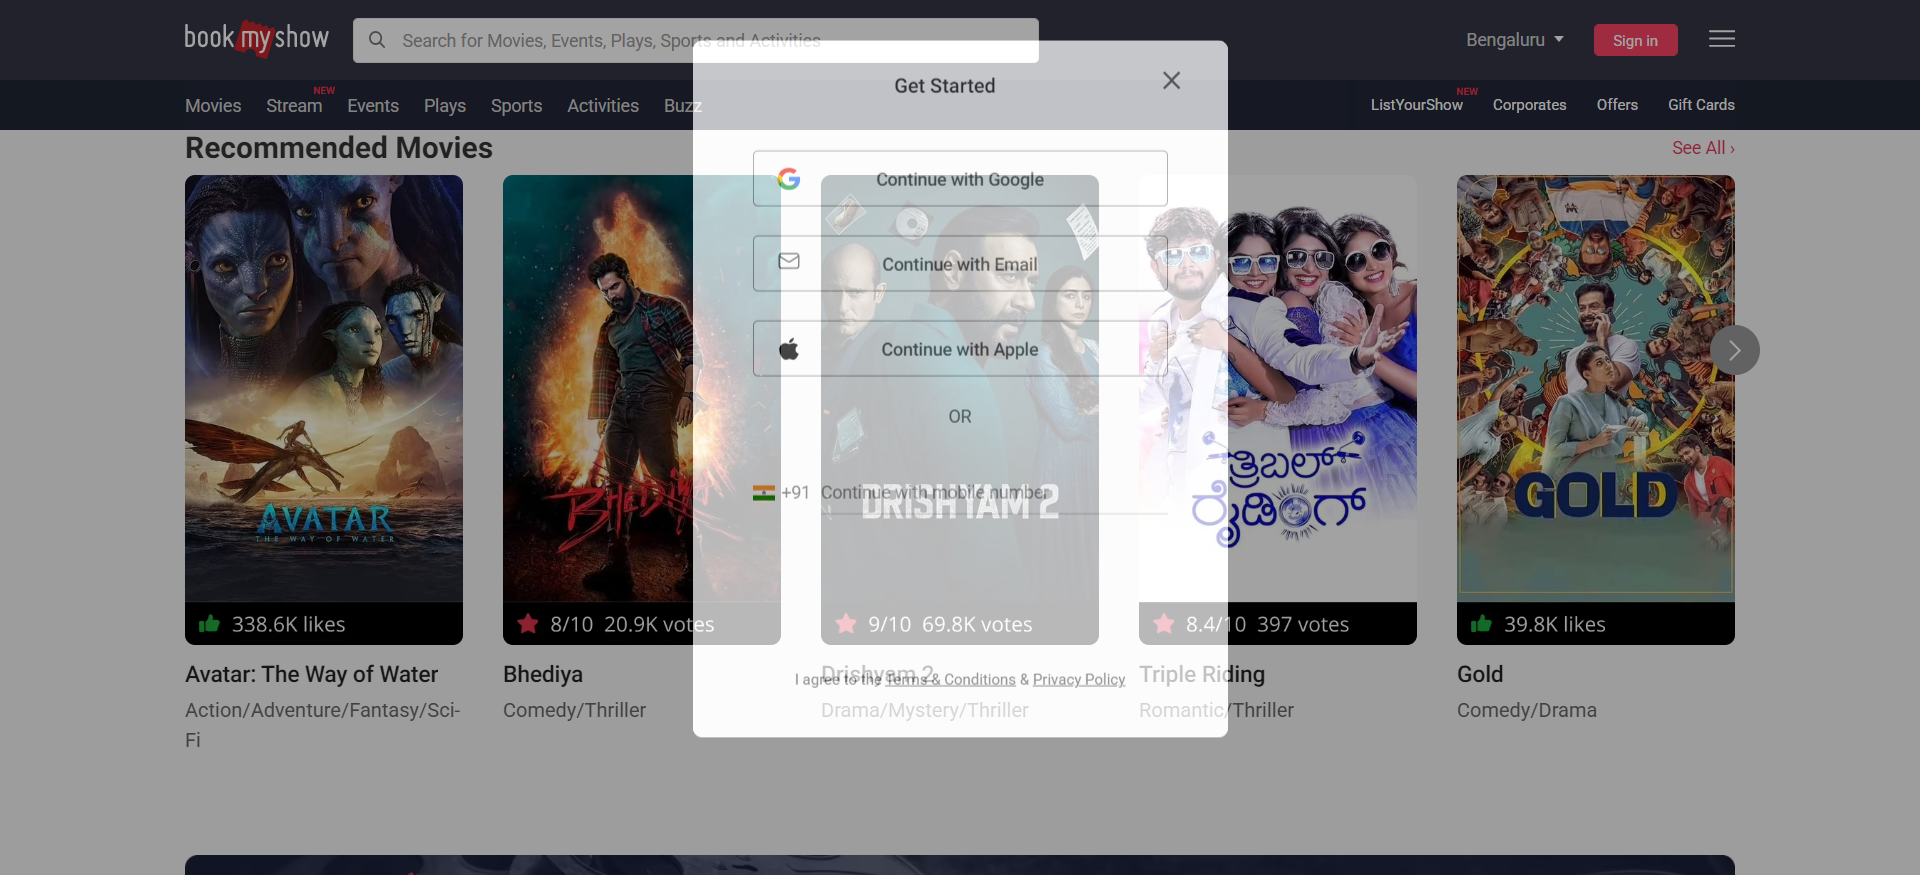 book my show
Search for Movies, Events, Plays, Sports and Activities
Bengaluru
Sign in
Movies
Stream
NEW
Events
Plays
Sports
Activities
Buzz
ListYourShow
NEW
Corporates
Offers
Gift Cards
Get Started
Recommended Movies
See All ›
Continue with Google
Continue with Email
Continue with Apple
OR
+91 Continue with mobile number
AVATAR
THE WAY OF WATER
BHEDIYA
DRISHYAM 2
ತ್ರಿಬಲ್
ರೈಡಿಂಗ್
GOLD
338.6K likes
8/10 20.9K votes
9/10 69.8K votes
8.4/10 397 votes
39.8K likes
Avatar: The Way of Water
Bhediya
Drishyam 2
Triple Riding
Gold
I agree to the Terms & Conditions & Privacy Policy
Action/Adventure/Fantasy/Sci-
Fi
Comedy/Thriller
Drama/Mystery/Thriller
Romantic/Thriller
Comedy/Drama